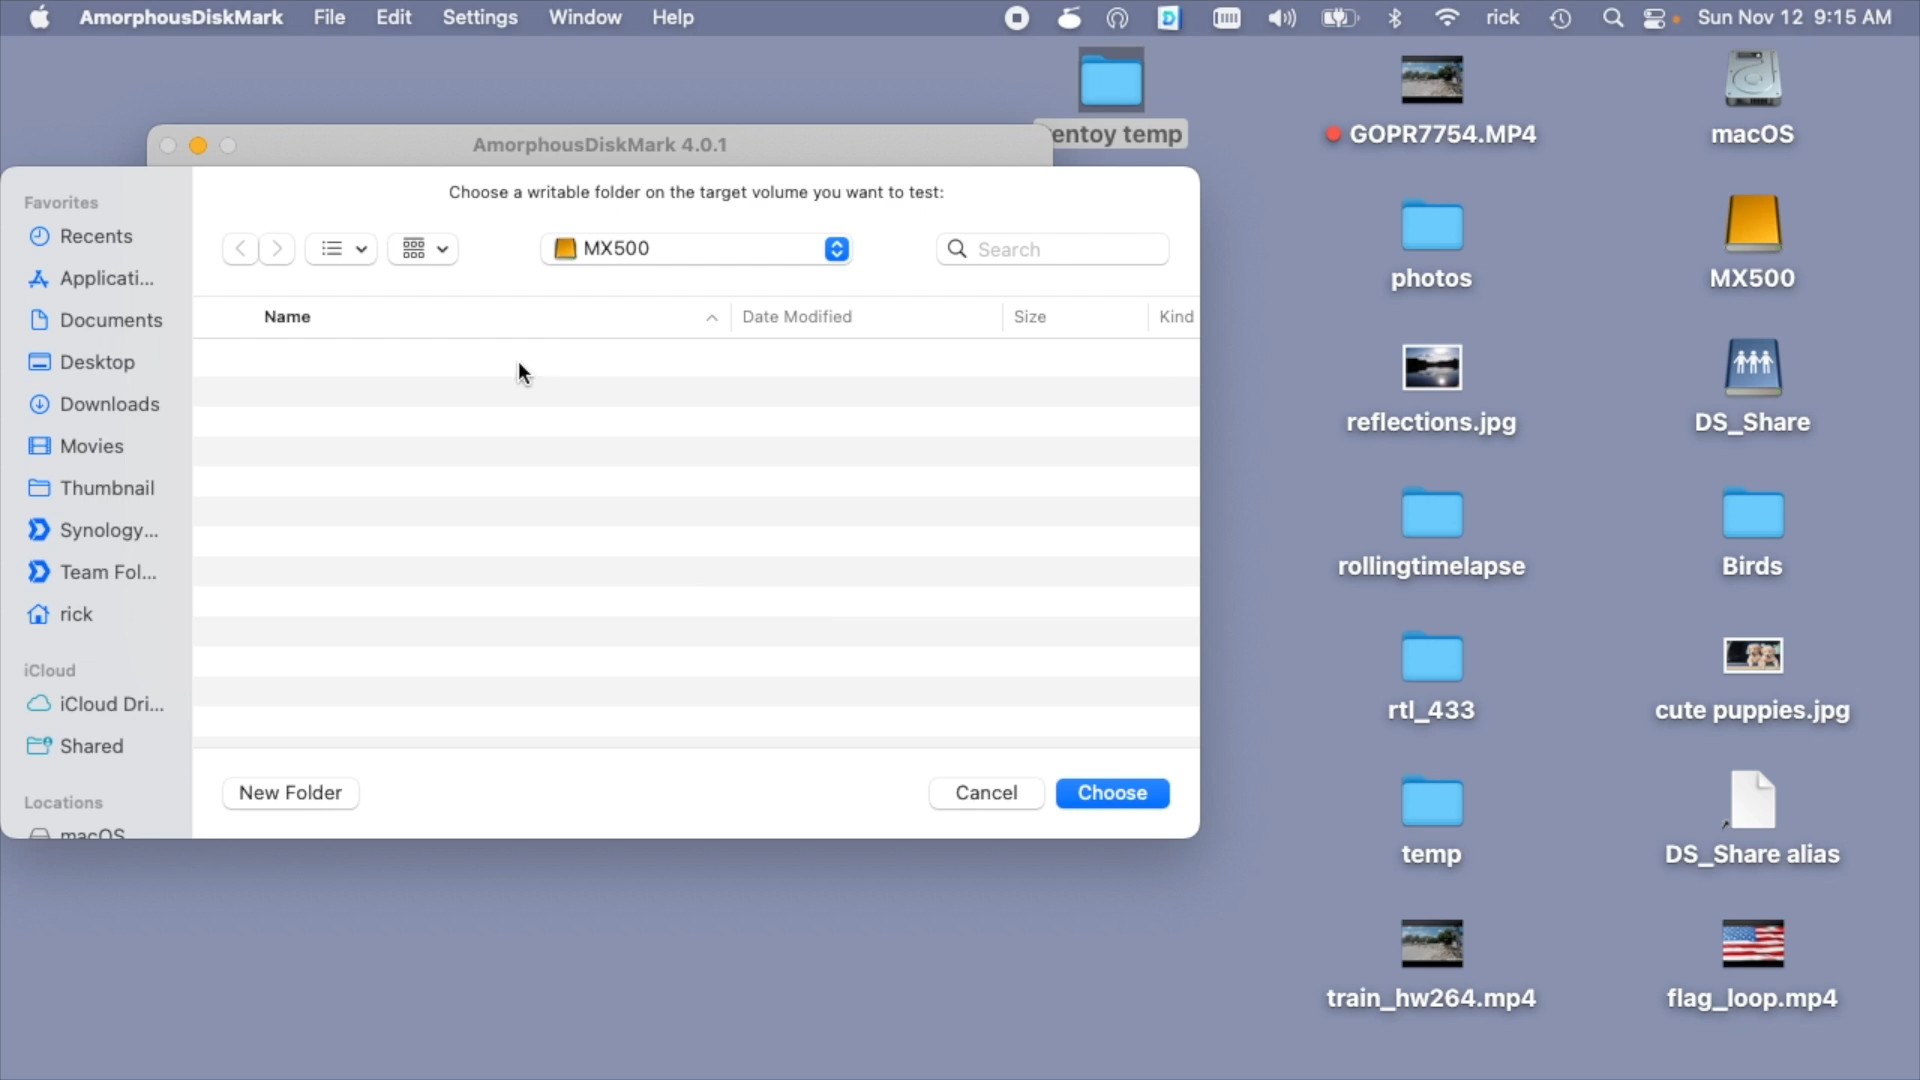 AmorphousDiskMark File Edit Settings Window Help rick Sun Nov 12 9:15 AM
AmorphousDiskMark 4.0.1
Choose a writable folder on the target volume you want to test:
MX500
Search
Name Date Modified Size Kind
Favorites
Recents
Applicati...
Documents
Desktop
Downloads
Movies
Thumbnail
Synology...
Team Fol...
rick
iCloud
iCloud Dri...
Shared
Locations
macOS
New Folder Cancel Choose
entoy temp
GOPR7754.MP4
macOS
photos
MX500
reflections.jpg
DS_Share
rollingtimelapse
Birds
rtl_433
cute puppies.jpg
temp
DS_Share alias
train_hw264.mp4
flag_loop.mp4